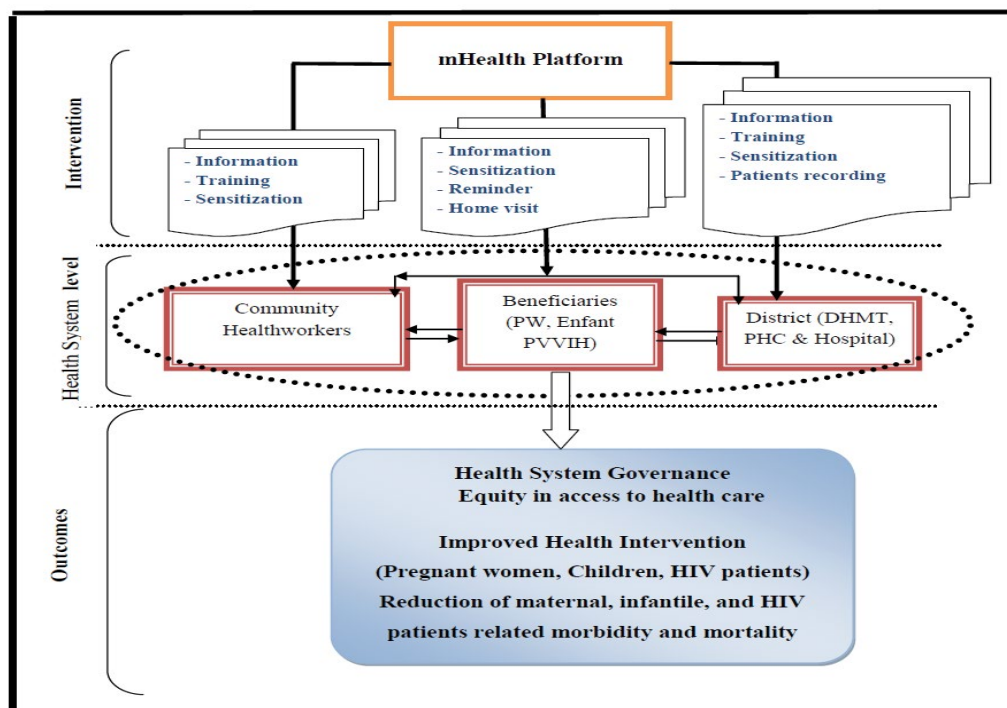 mHealth Platform
Intervention
- Information
- Training
- Sensitization
- Information
- Sensitization
- Reminder
- Home visit
- Information
- Training
- Sensitization
- Patients recording
Health System level
Community
Healthworkers
Beneficiaries
(PW, Enfant
PVVIH)
District (DHMT,
PHC & Hospital)
Outcomes
Health System Governance
Equity in access to health care
Improved Health Intervention
(Pregnant women, Children, HIV patients)
Reduction of maternal, infantile, and HIV
patients related morbidity and mortality